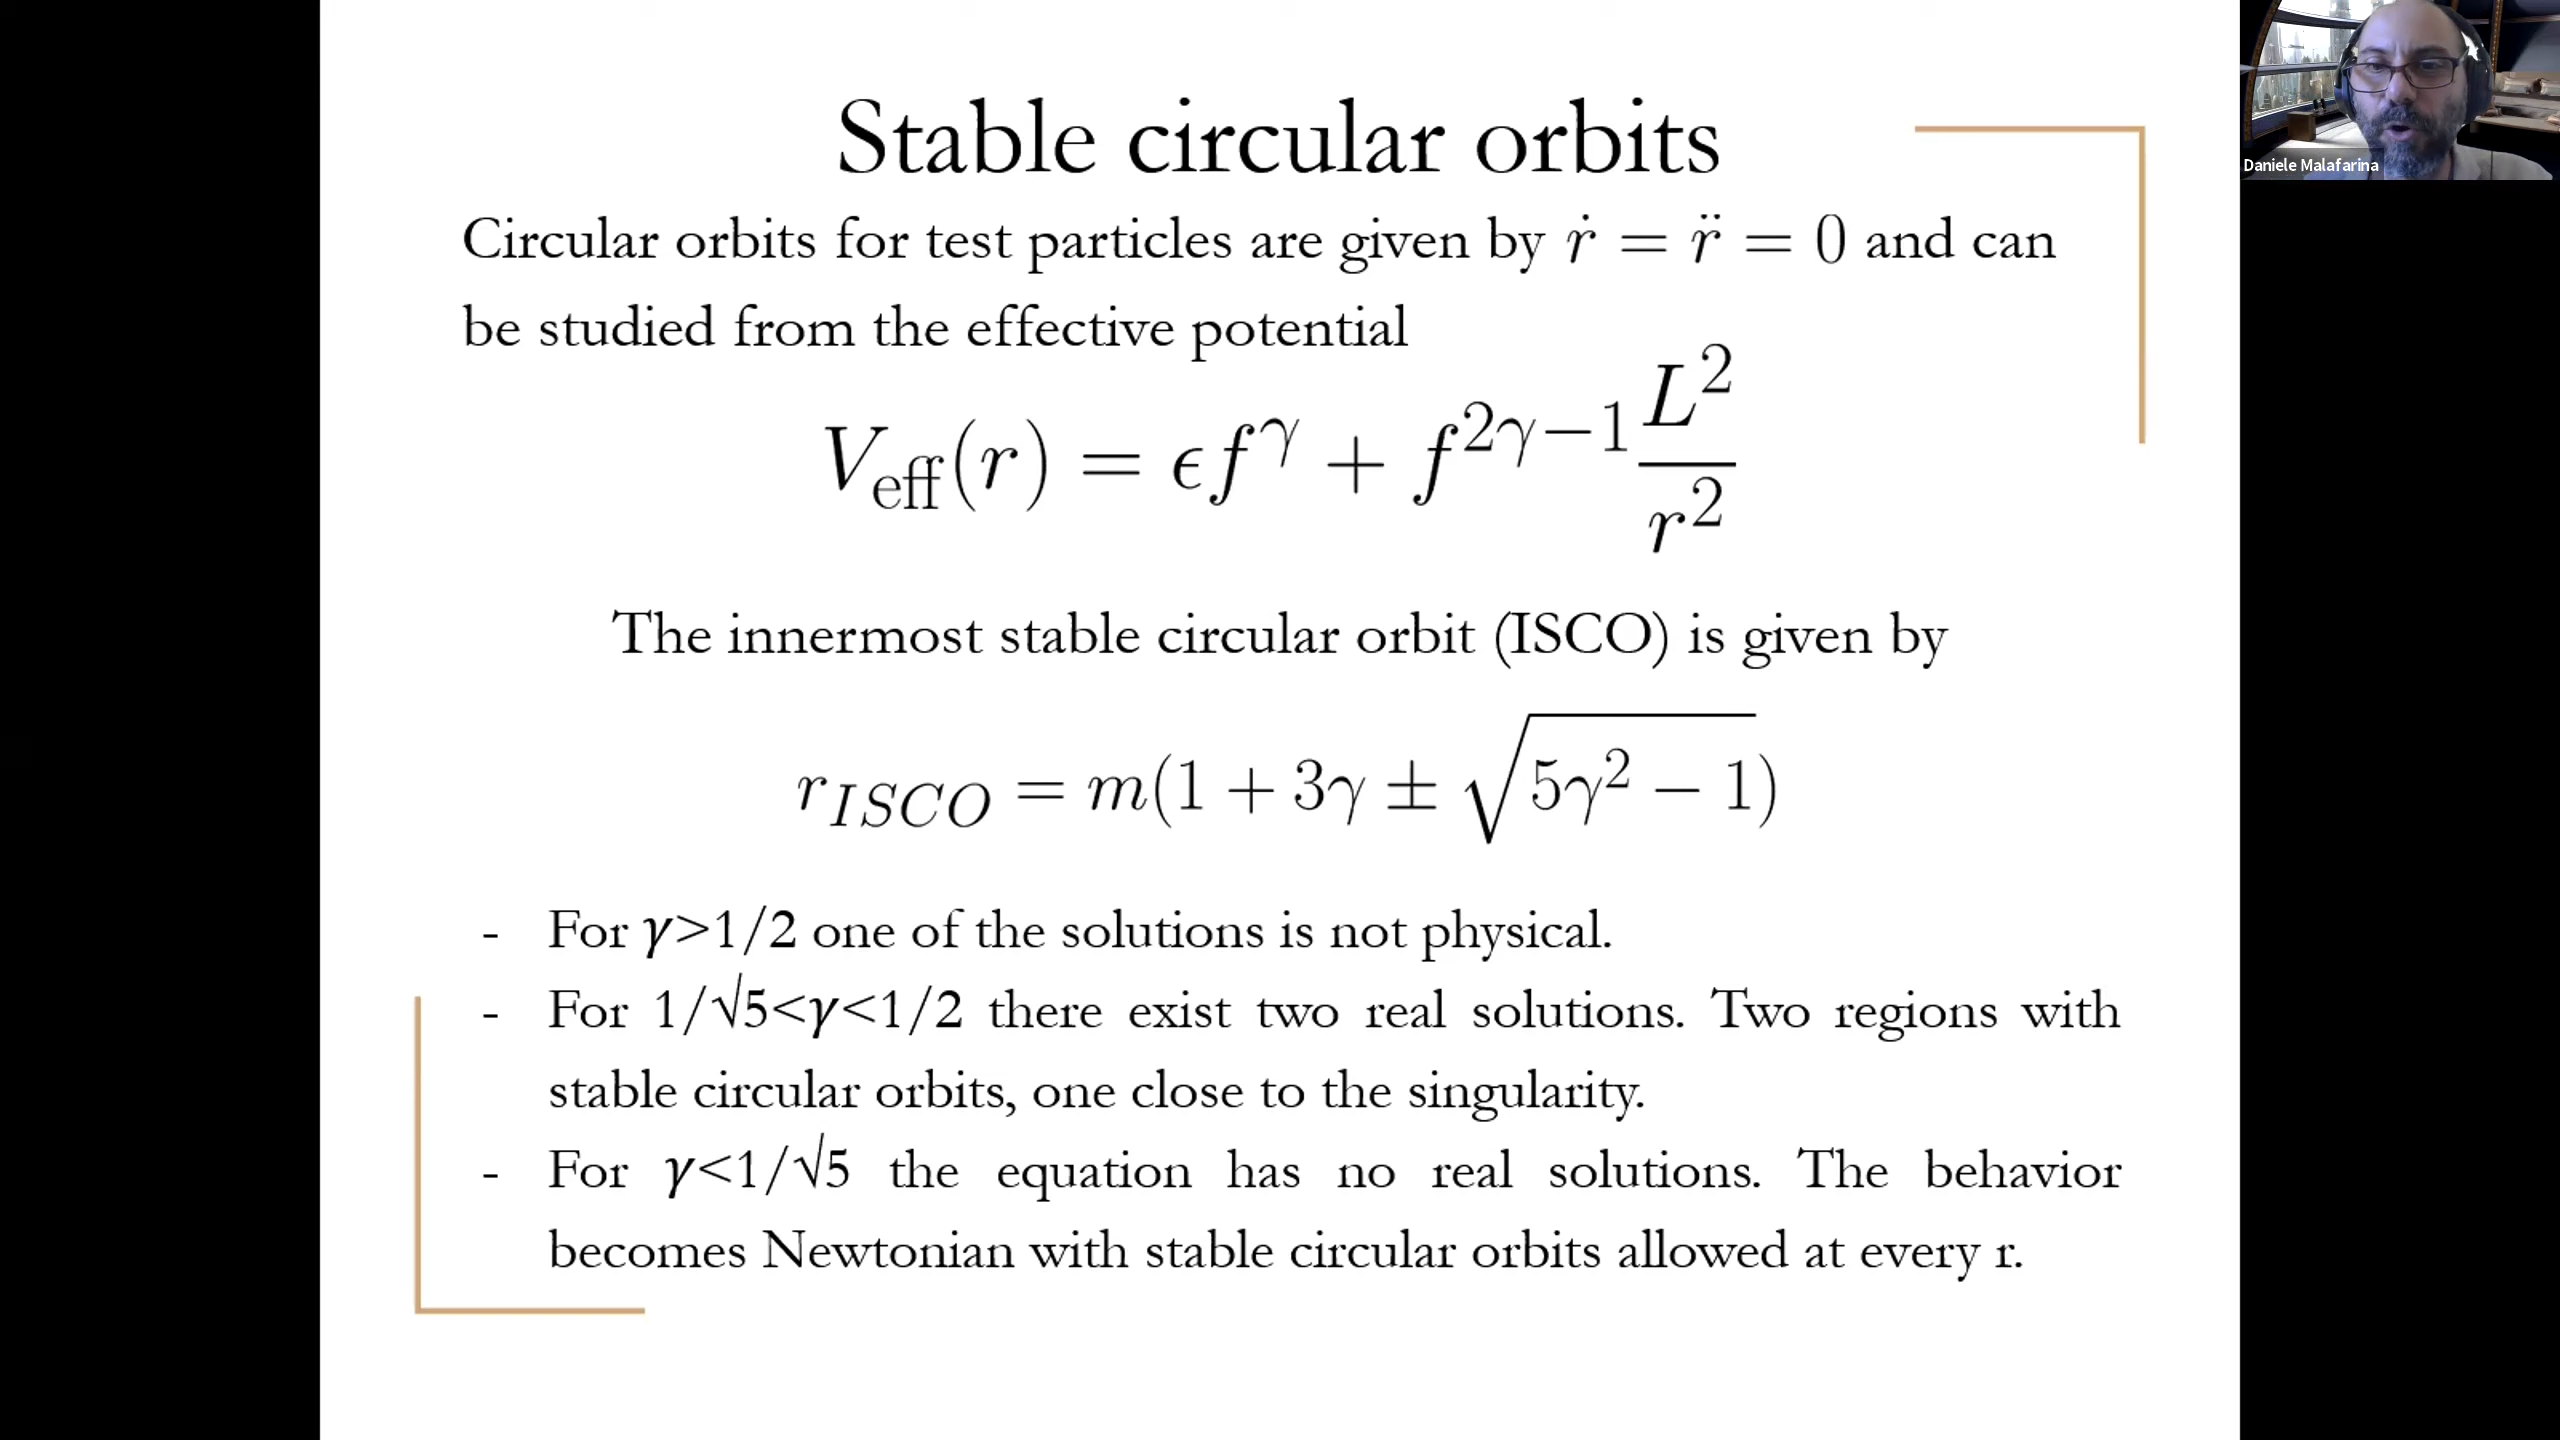 Stable circular orbits
Daniele Malafarina
Circular orbits for test particles are given by ṙ = r̈ = 0 and can
be studied from the effective potential
V_eff(r) = ϵf^γ + f^{2γ−1} L²/r²
The innermost stable circular orbit (ISCO) is given by
r_{ISCO} = m(1 + 3γ ± √(5γ² − 1))
- For γ>1/2 one of the solutions is not physical.
- For 1/√5<γ<1/2 there exist two real solutions. Two regions with
stable circular orbits, one close to the singularity.
- For γ<1/√5 the equation has no real solutions. The behavior
becomes Newtonian with stable circular orbits allowed at every r.